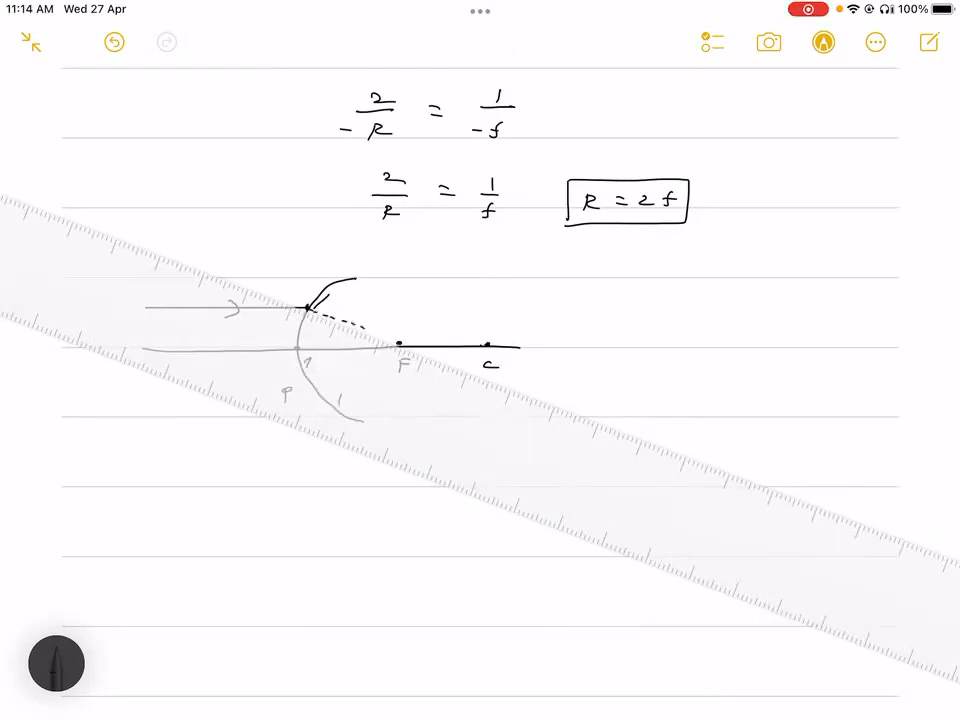 11:14 AM Wed 27 Apr 100%
2/-R = 1/-f
2/R = 1/f R = 2f
F C
P